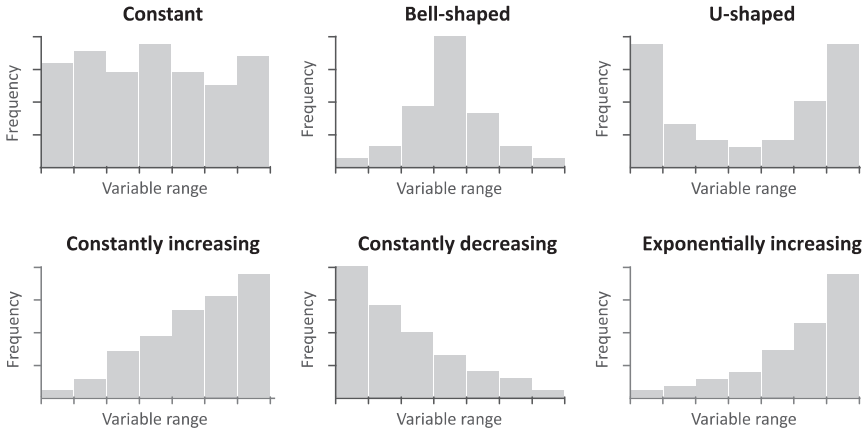 Constant
Frequency
Variable range
Bell-shaped
Frequency
Variable range
U-shaped
Frequency
Variable range
Constantly increasing
Frequency
Variable range
Constantly decreasing
Frequency
Variable range
Exponentially increasing
Frequency
Variable range